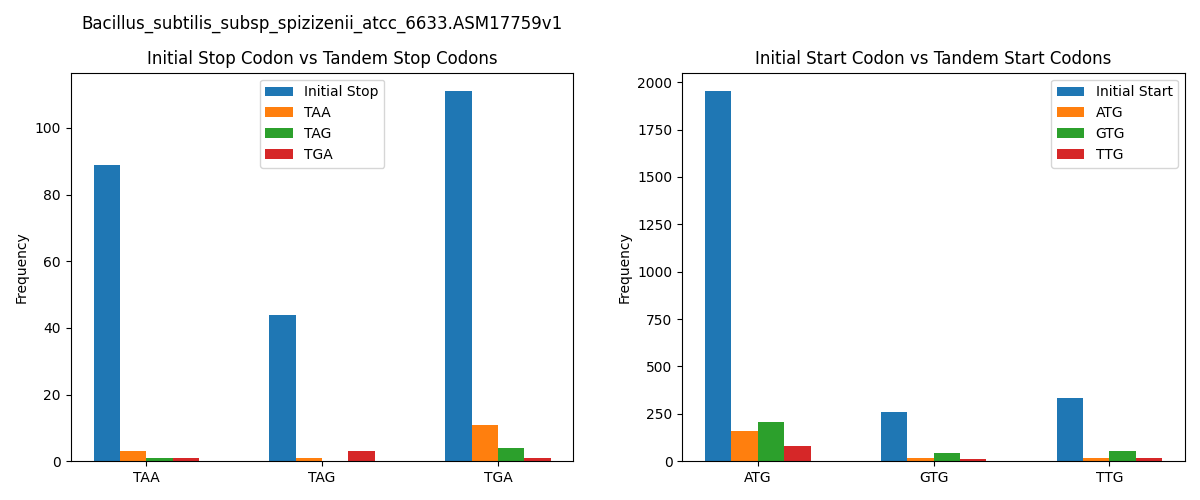 Bacillus_subtilis_subsp_spizizenii_atcc_6633.ASM17759v1
Initial Stop Codon vs Tandem Stop Codons
Frequency
100
80
60
40
20
0
Initial Stop
TAA
TAG
TGA
TAA
TAG
TGA
Initial Start Codon vs Tandem Start Codons
Frequency
2000
1750
1500
1250
1000
750
500
250
0
Initial Start
ATG
GTG
TTG
ATG
GTG
TTG